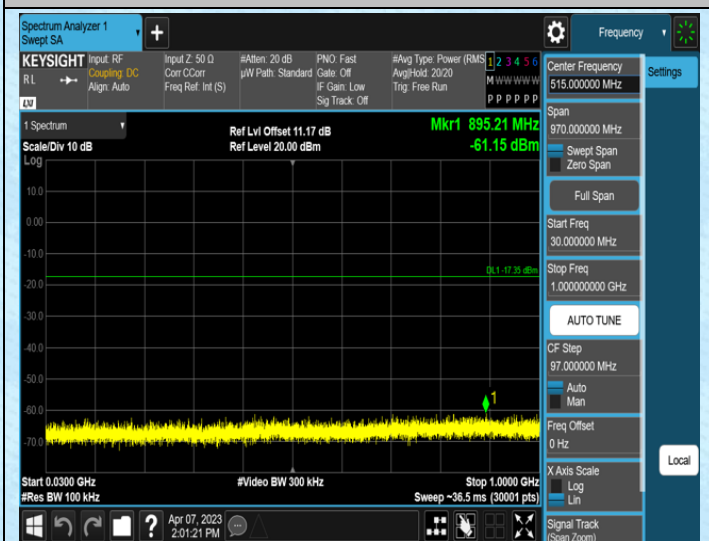 Spectrum Analyzer 1
Swept SA
Frequency
KEYSIGHT
RL
LXI
Input: RF
Coupling: DC
Align: Auto
Input Z: 50 Ω
Corr CCorr
Freq Ref: Int (S)
#Atten: 20 dB
µW Path: Standard
PNO: Fast
Gate: Off
IF Gain: Low
Sig Track: Off
#Avg Type: Power (RMS
Avg|Hold: 20/20
Trig: Free Run
1 2 3 4 5 6
M W W W W W
P P P P P P
1 Spectrum
Scale/Div 10 dB
Log
Ref Lvl Offset 11.17 dB
Ref Level 20.00 dBm
Mkr1 895.21 MHz
-61.15 dBm
10.0
0.00
-10.0
DL1 -17.35 dBm
-20.0
-30.0
-40.0
-50.0
-60.0
1
-70.0
Start 0.0300 GHz
#Res BW 100 kHz
#Video BW 300 kHz
Stop 1.0000 GHz
Sweep ~36.5 ms (30001 pts)
?
Apr 07, 2023
2:01:21 PM
Center Frequency
515.000000 MHz
Span
970.000000 MHz
Swept Span
Zero Span
Full Span
Start Freq
30.000000 MHz
Stop Freq
1.000000000 GHz
AUTO TUNE
CF Step
97.000000 MHz
Auto
Man
Freq Offset
0 Hz
X Axis Scale
Log
Lin
Signal Track
(Span Zoom)
Settings
Local